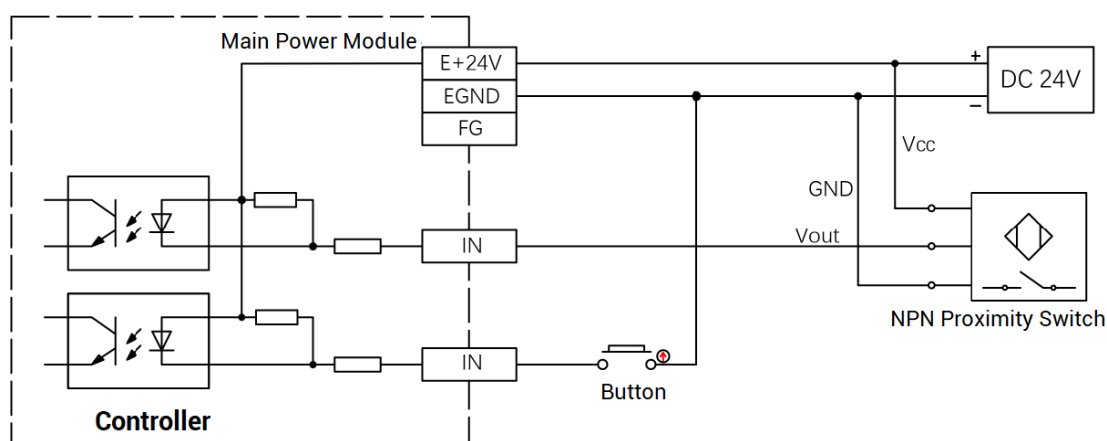 Main Power Module
E+24V
+
DC 24V
EGND
−
FG
Vcc
GND
Vout
IN
NPN Proximity Switch
IN
Button
Controller